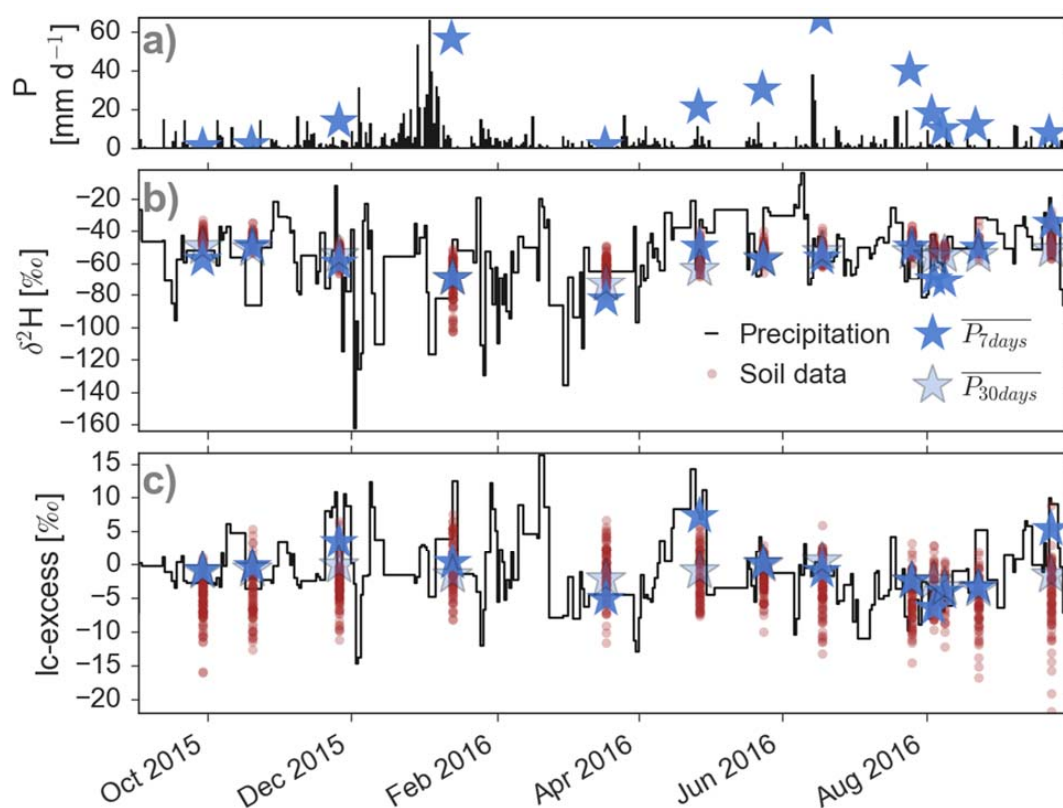 a)
P
[mm d⁻¹]
60
40
20
0
b)
δ²H [‰]
−20
−40
−60
−80
−100
−120
−140
−160
Precipitation
Soil data
P7days
P30days
c)
lc-excess [‰]
15
10
5
0
−5
−10
−15
−20
Oct 2015
Dec 2015
Feb 2016
Apr 2016
Jun 2016
Aug 2016